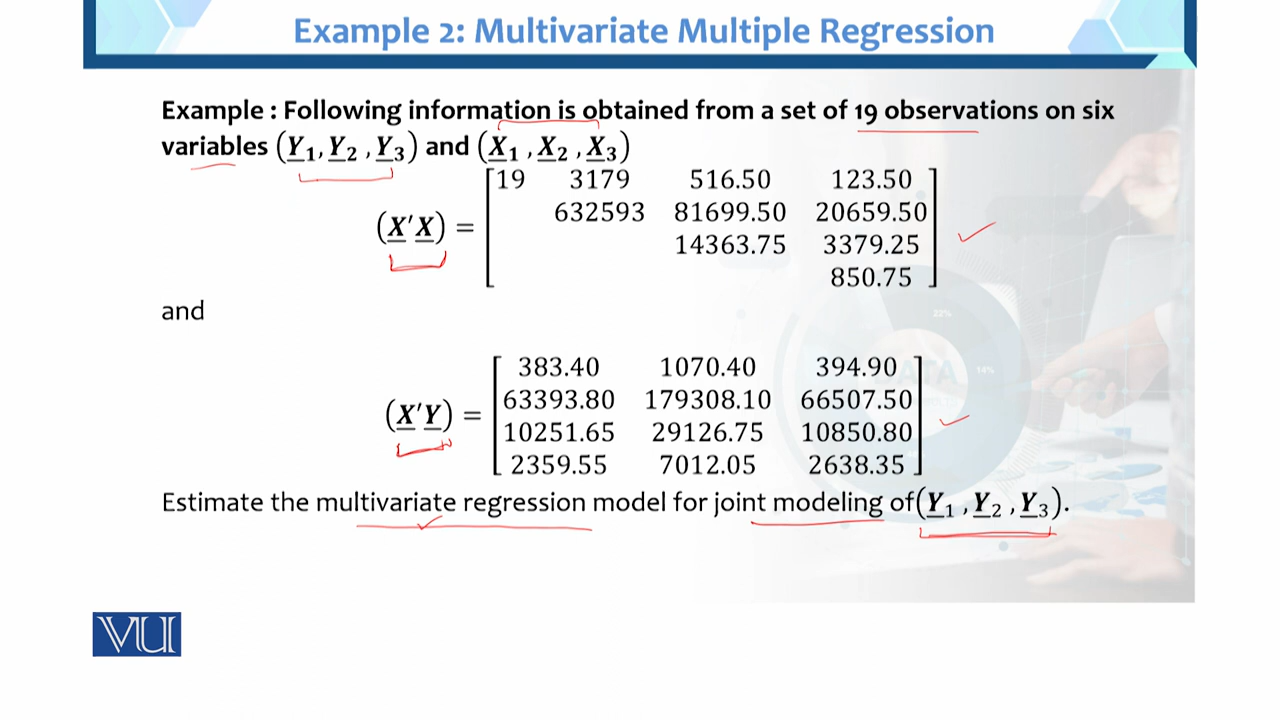 Example 2: Multivariate Multiple Regression
Example : Following information is obtained from a set of 19 observations on six
variables (Y₁, Y₂ , Y₃) and (X₁ , X₂ , X₃)
(X′X) =
19 3179 516.50 123.50
632593 81699.50 20659.50
14363.75 3379.25
850.75
and
(X′Y) =
383.40 1070.40 394.90
63393.80 179308.10 66507.50
10251.65 29126.75 10850.80
2359.55 7012.05 2638.35
Estimate the multivariate regression model for joint modeling of(Y₁ , Y₂ , Y₃).
22%
14%
DATA
VU